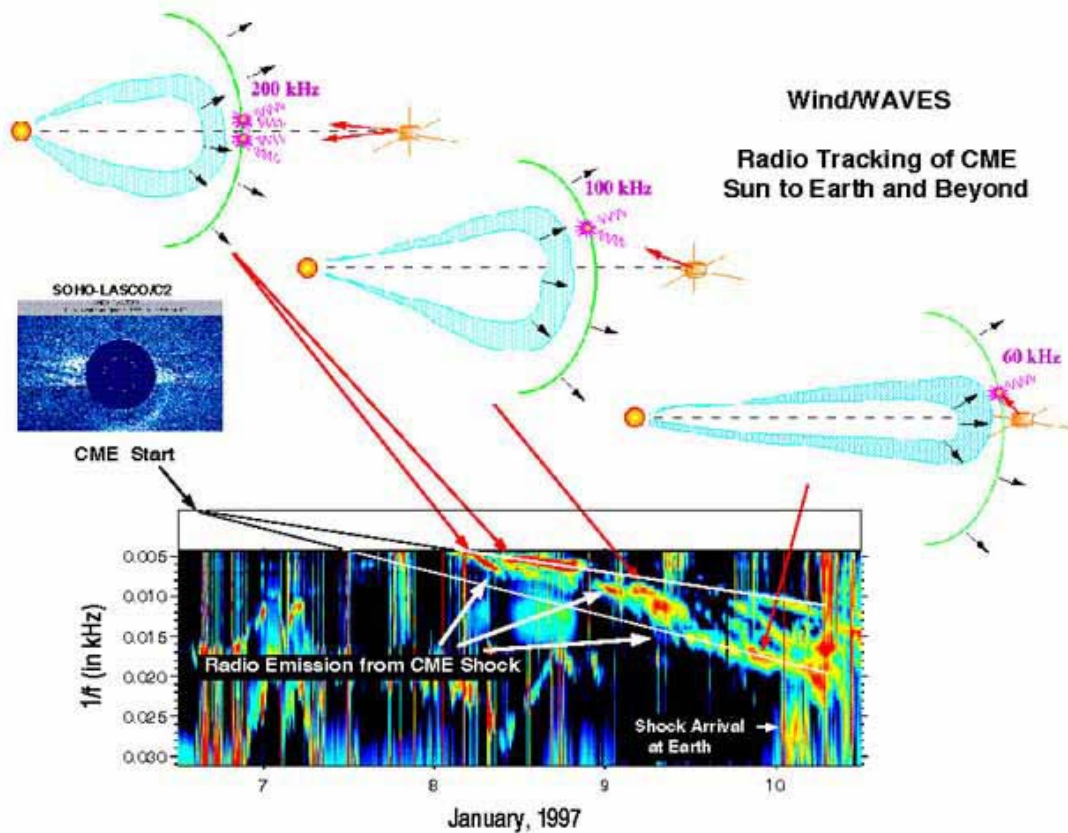 200 kHz
Wind/WAVES
Radio Tracking of CME
Sun to Earth and Beyond
100 kHz
SOHO-LASCO/C2
60 kHz
CME Start
0.005
0.010
0.015
0.020
0.025
0.030
1/f (in kHz)
Radio Emission from CME Shock
Shock Arrival
at Earth
7
8
9
10
January, 1997